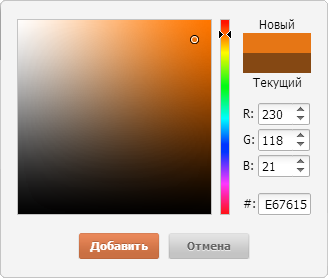 Новый
Текущий
R: 230
G: 118
B: 21
#: E67615
Добавить
Отмена